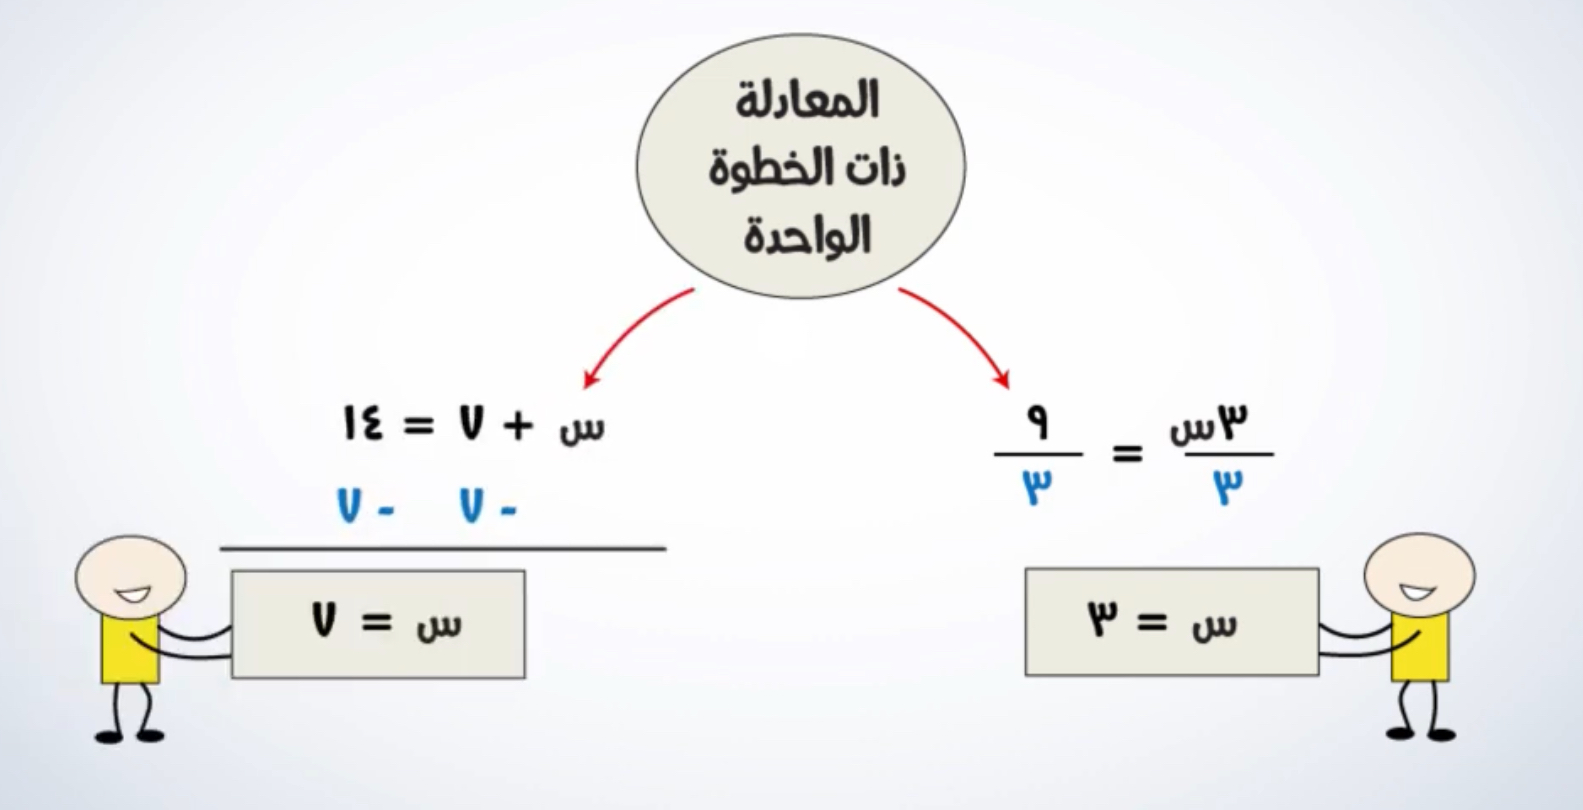 المعادلة
ذات الخطوة
الواحدة
٣س = ٩
٣ ٣
س = ٣
س + ٧ = ١٤
- ٧ - ٧
س = ٧